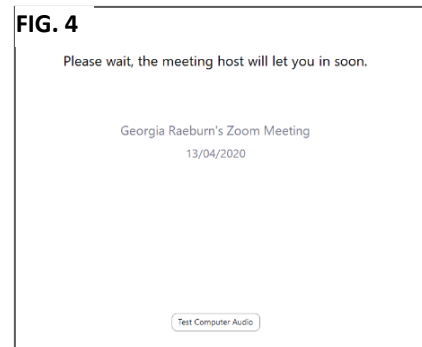 FIG. 4
Please wait, the meeting host will let you in soon.
Georgia Raeburn's Zoom Meeting
13/04/2020
Test Computer Audio